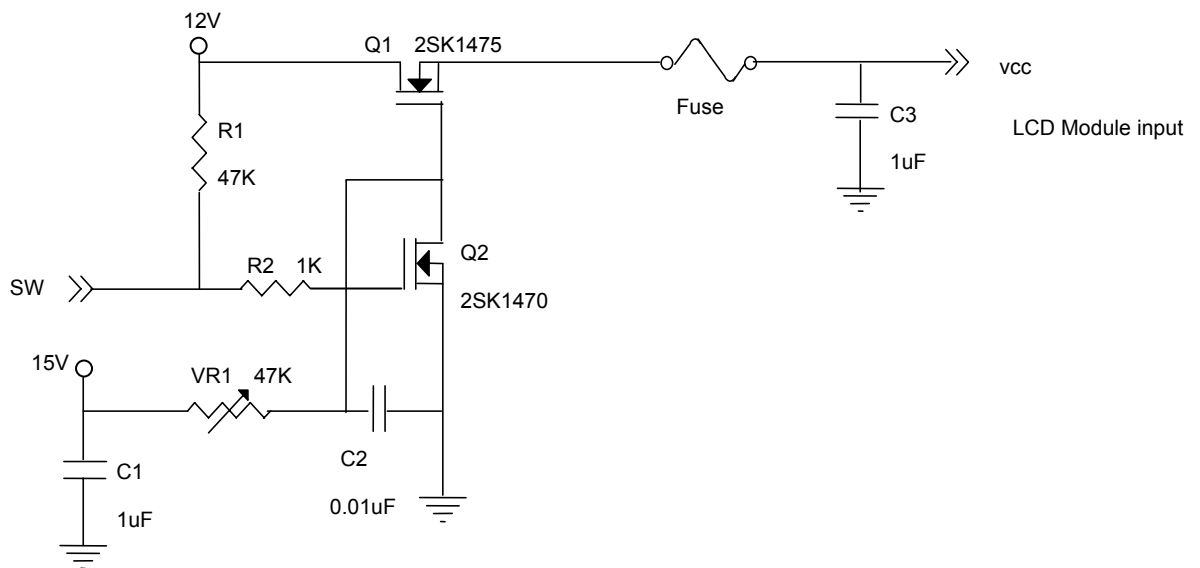 12V
Q1 2SK1475
vcc
Fuse
C3
R1
LCD Module input
1uF
47K
Q2
R2 1K
SW
2SK1470
15V
VR1 47K
C1
C2
0.01uF
1uF